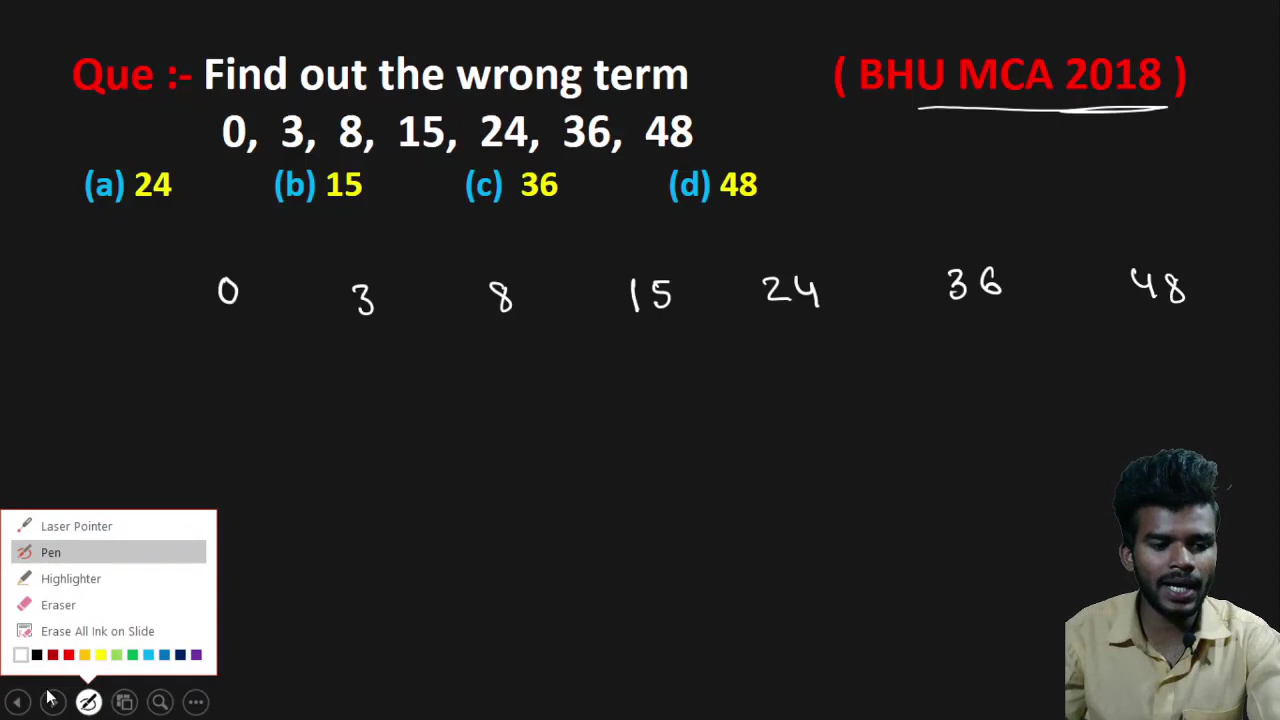 Que :- Find out the wrong term ( BHU MCA 2018 )
0, 3, 8, 15, 24, 36, 48
(a) 24 (b) 15 (c) 36 (d) 48
0 3 8 15 24 36 48
Laser Pointer
Pen
Highlighter
Eraser
Erase All Ink on Slide